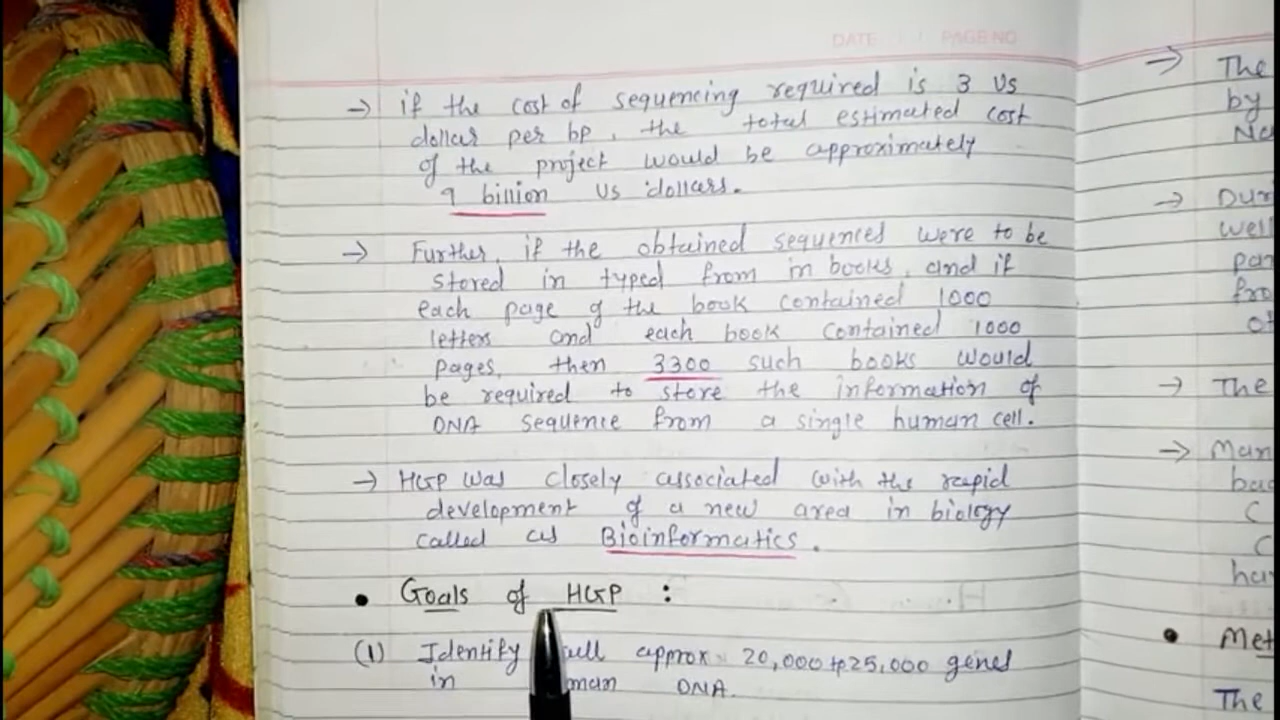 DATE PAGE NO
→ if the cost of sequencing required is 3 US
dollar per bp, the total estimated cost
of the project would be approximately
9 billion US dollars.
→ Further, if the obtained sequences were to be
stored in typed from in books, and if
each page of the book contained 1000
letters and each book contained 1000
pages, then 3300 such books would
be required to store the information of
DNA sequence from a single human cell.
→ HGP was closely associated with the rapid
development of a new area in biology
called as Bioinformatics.
• Goals of HGP :
(1) Identify all approx. 20,000 to 25,000 genes
in man DNA.
→ The
by
→
well
→ The
→
• Met
The